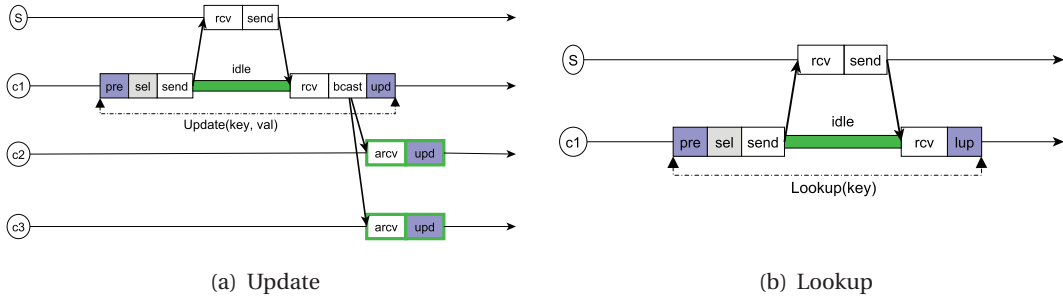 S
rcv send
idle
c1
pre sel send
rcv bcast upd
Update(key, val)
c2
arcv upd
c3
arcv upd
(a) Update
S
rcv send
idle
c1
pre sel send
rcv lup
Lookup(key)
(b) Lookup